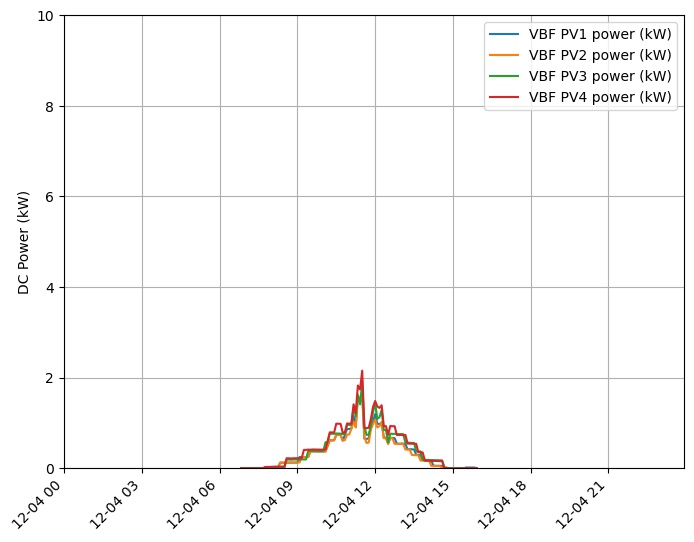 10
VBF PV1 power (kW)
VBF PV2 power (kW)
VBF PV3 power (kW)
VBF PV4 power (kW)
8
6
DC Power (kW)
4
2
0
12-04 00
12-04 03
12-04 06
12-04 09
12-04 12
12-04 15
12-04 18
12-04 21